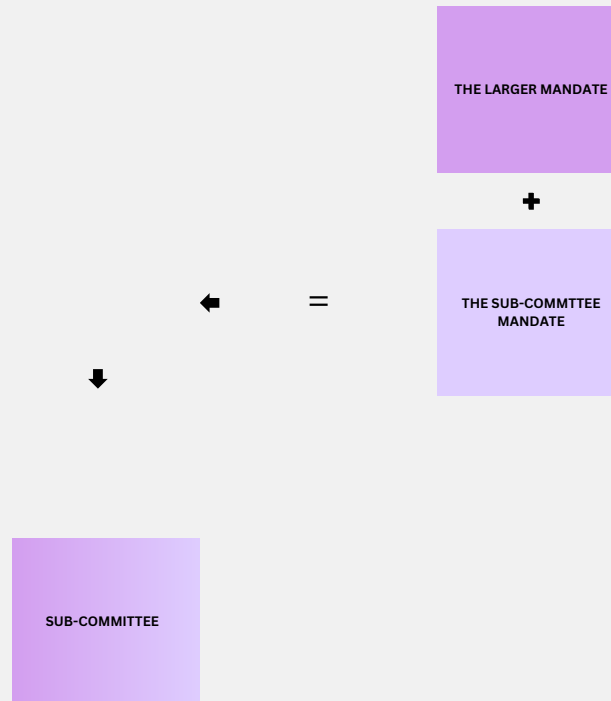 THE LARGER MANDATE
THE SUB-COMMTTEE
MANDATE
SUB-COMMITTEE